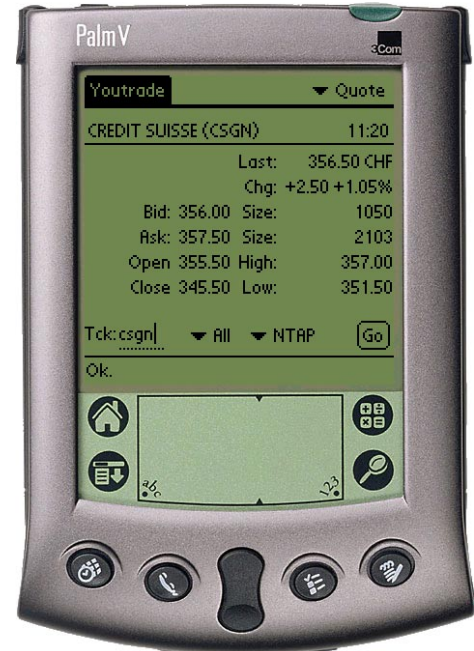 PalmV
3Com
Youtrade Quote
CREDIT SUISSE (CSGN) 11:20
Last: 356.50 CHF
Chg: +2.50 +1.05%
Bid: 356.00 Size: 1050
Ask: 357.50 Size: 2103
Open 355.50 High: 357.00
Close 345.50 Low: 351.50
Tck: csgn All NTAP Go
Ok.
abc 123